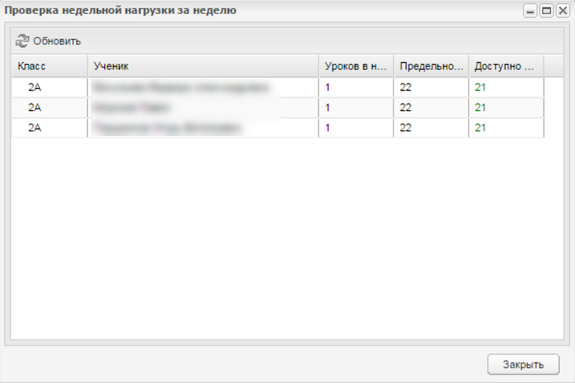 Проверка недельной нагрузки за неделю
Обновить
Класс Ученик Уроков в н... Предельно... Доступно ...
2А 1 22 21
2А 1 22 21
2А 1 22 21
Закрыть